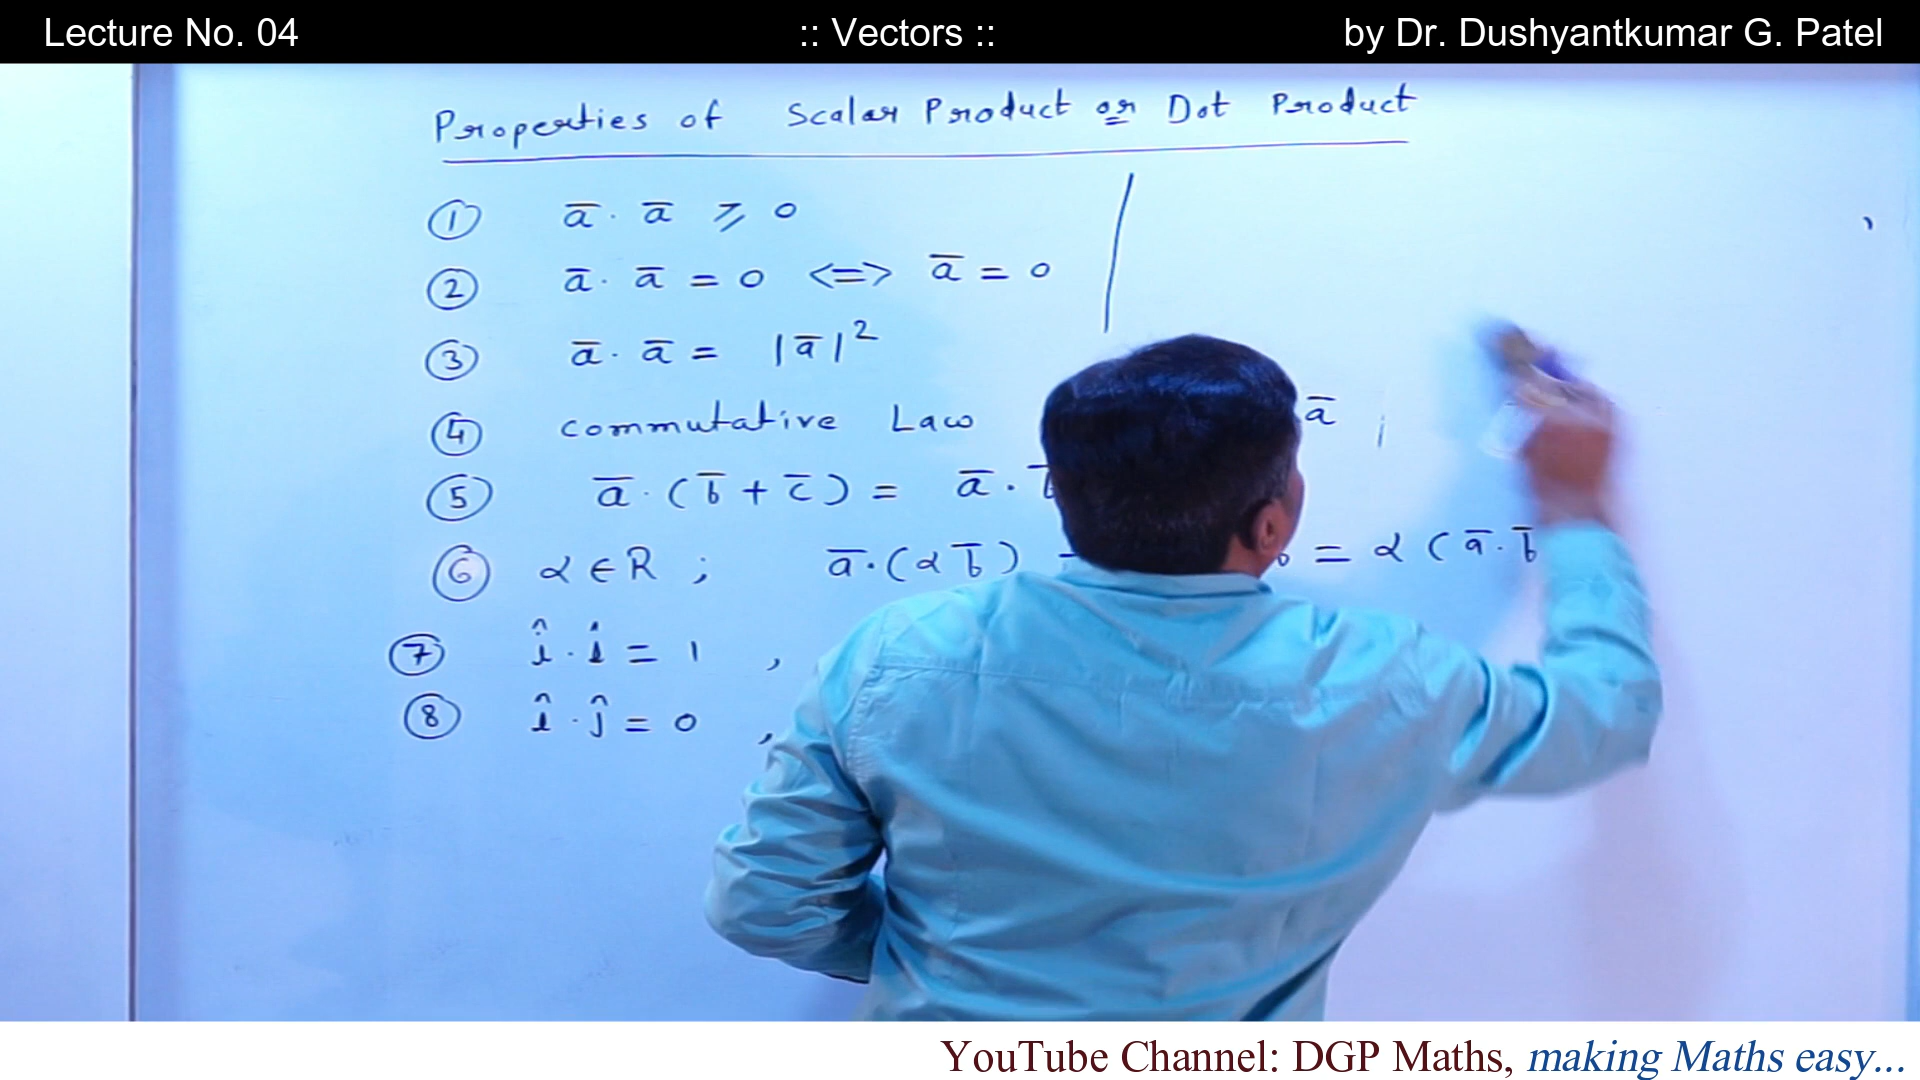 Lecture No. 04 :: Vectors :: by Dr. Dushyantkumar G. Patel
Properties of Scalar Product or Dot Product
① a̅ · a̅ ⩾ 0
② a̅ · a̅ = 0 <=> a̅ = 0
③ a̅ · a̅ = |a̅|²
④ commutative Law a̅ ;
⑤ a̅ · (b̅ + c̅) = a̅ ·
⑥ α ∈ R ; a̅ · (α b̅) = α (a̅ · b̅
⑦ î · î = 1 ,
⑧ î · ĵ = 0 ,
YouTube Channel: DGP Maths, making Maths easy...